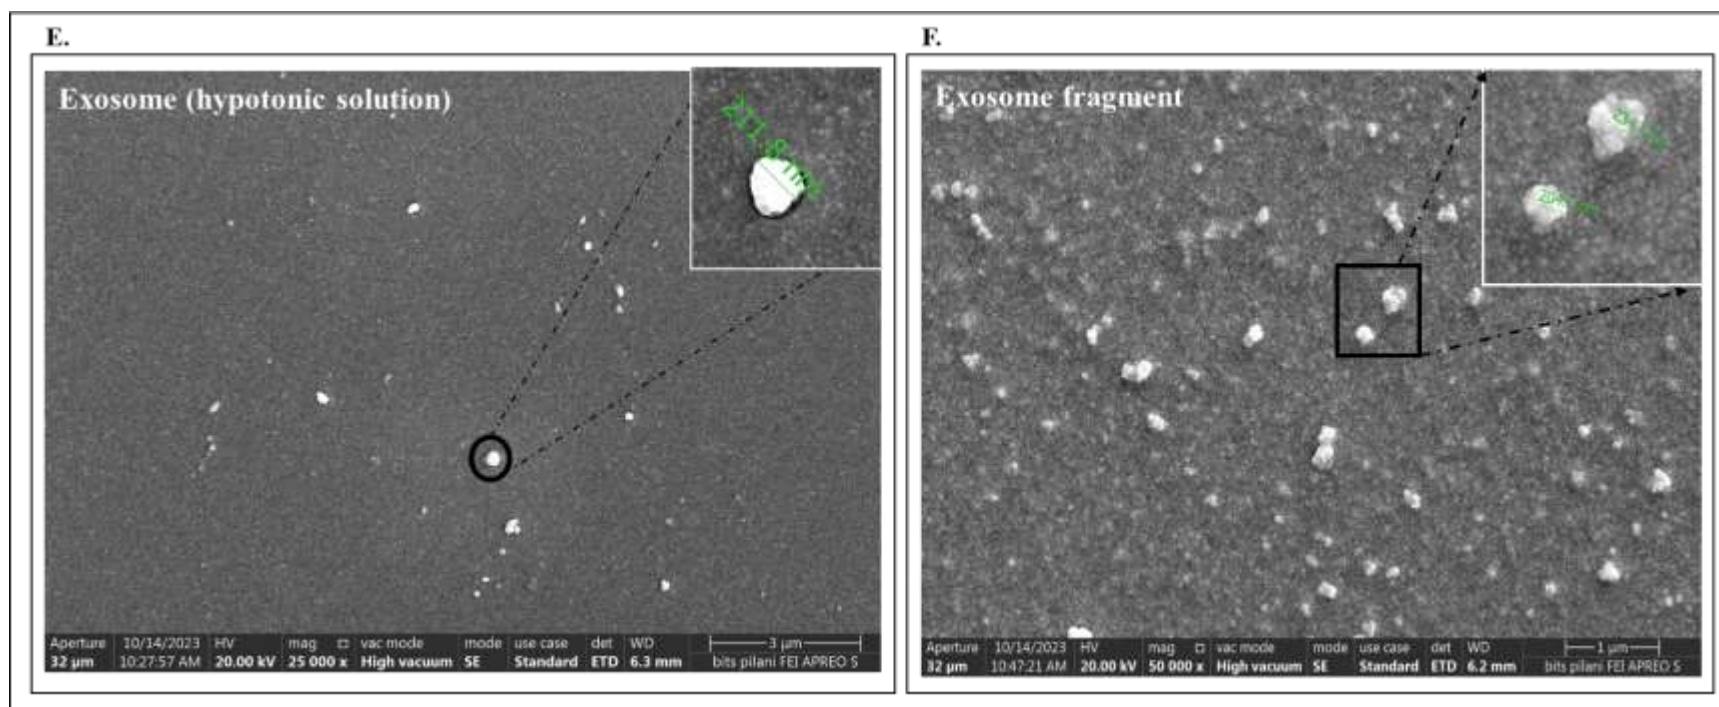 E.
Exosome (hypotonic solution)
Aperture 10/14/2023 HV mag □ vac mode mode use case det WD 3 µm
32 µm 10:27:57 AM 20.00 kV 25 000 x High vacuum SE Standard ETD 6.3 mm bits pilani FEI APREO S
F.
Exosome fragment
Aperture 10/14/2023 HV mag □ vac mode mode use case det WD 1 µm
32 µm 10:47:21 AM 20.00 kV 50 000 x High vacuum SE Standard ETD 6.2 mm bits pilani FEI APREO S